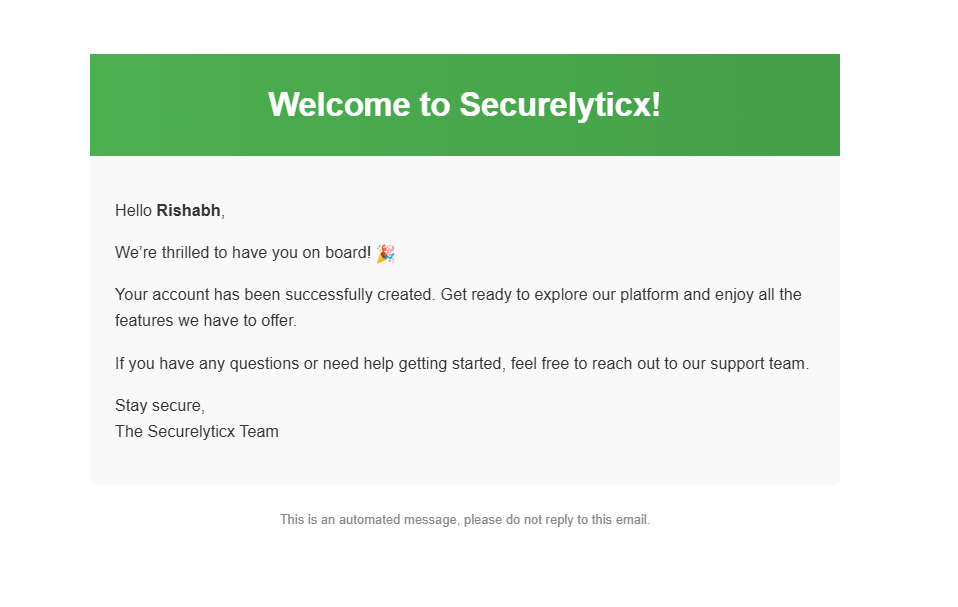 Welcome to Securelyticx!
Hello Rishabh,
We’re thrilled to have you on board! 🎉
Your account has been successfully created. Get ready to explore our platform and enjoy all the
features we have to offer.
If you have any questions or need help getting started, feel free to reach out to our support team.
Stay secure,
The Securelyticx Team
This is an automated message, please do not reply to this email.